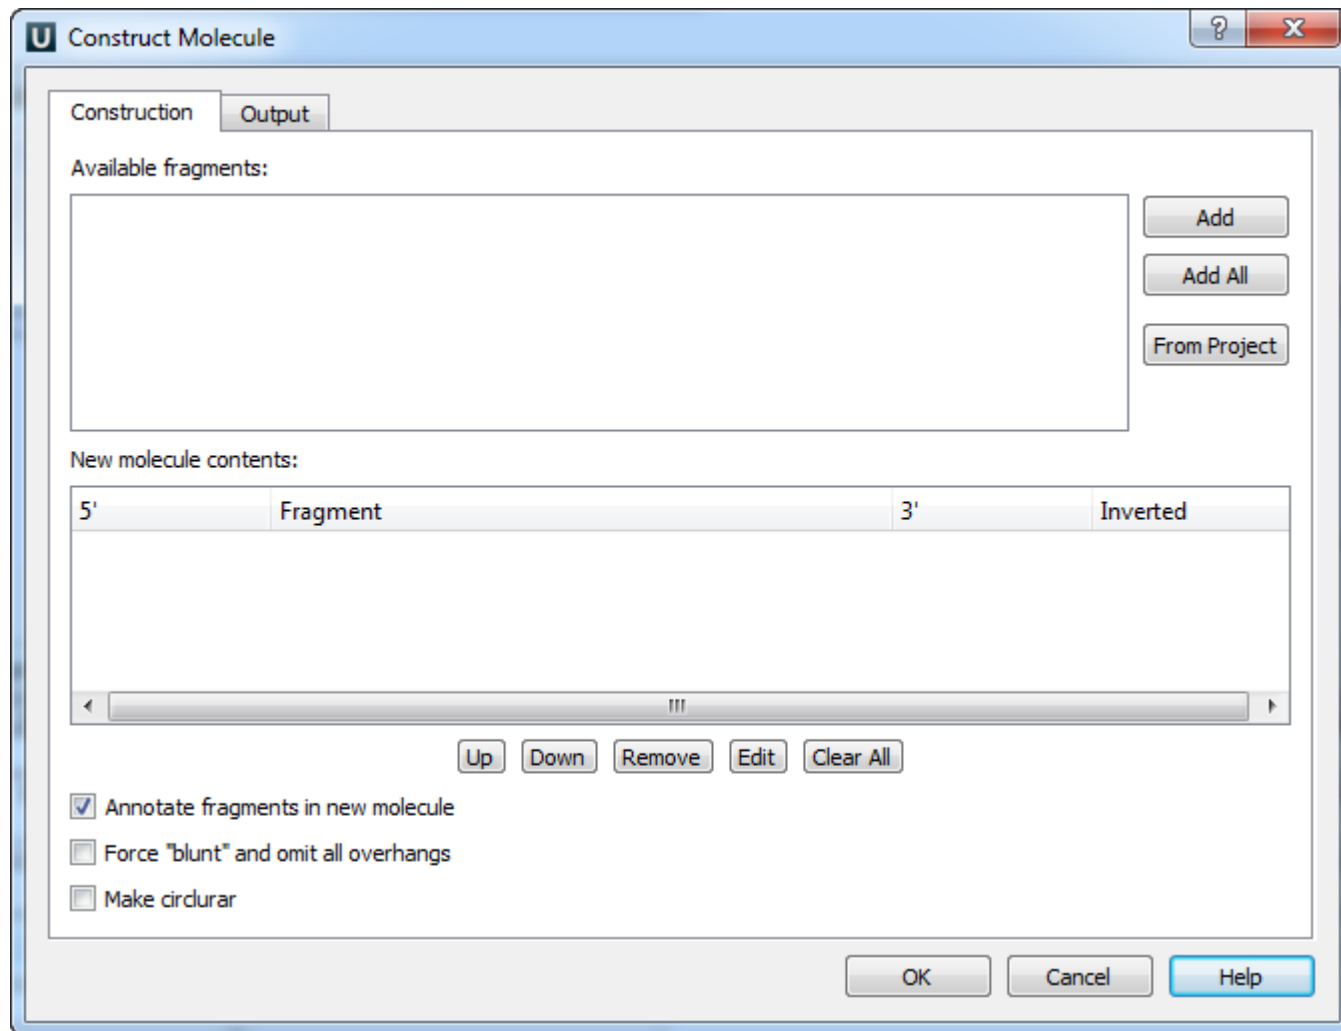 U Construct Molecule
Construction Output
Available fragments:
Add
Add All
From Project
New molecule contents:
5' Fragment 3' Inverted
Up Down Remove Edit Clear All
Annotate fragments in new molecule
Force "blunt" and omit all overhangs
Make circlurar
OK Cancel Help